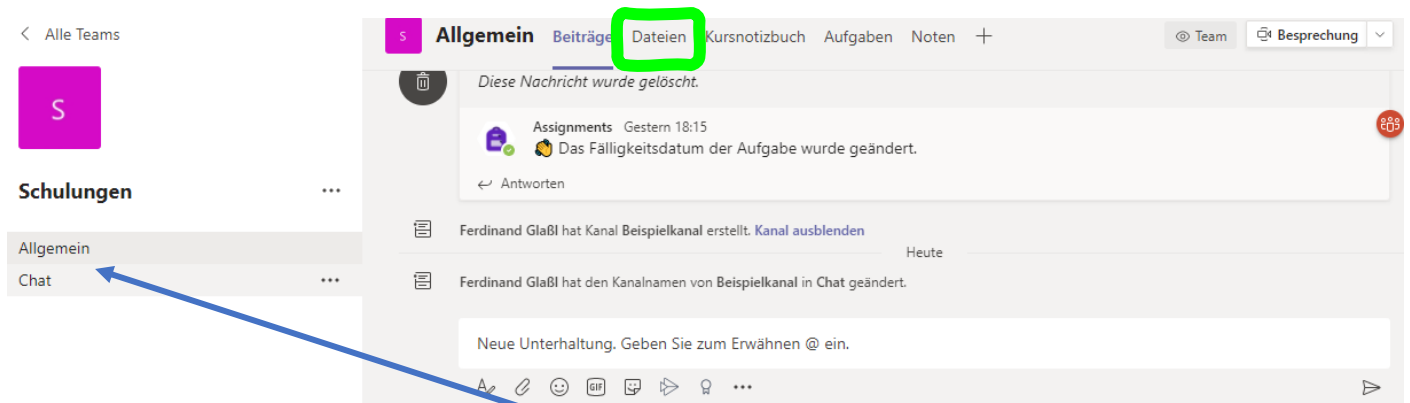 Alle Teams
S
Schulungen
Allgemein
Chat
S Allgemein Beiträge Dateien Kursnotizbuch Aufgaben Noten Team Besprechung
Diese Nachricht wurde gelöscht.
Assignments Gestern 18:15
Das Fälligkeitsdatum der Aufgabe wurde geändert.
Antworten
Ferdinand Glaßl hat Kanal Beispielkanal erstellt. Kanal ausblenden
Heute
Ferdinand Glaßl hat den Kanalnamen von Beispielkanal in Chat geändert.
Neue Unterhaltung. Geben Sie zum Erwähnen @ ein.
GIF